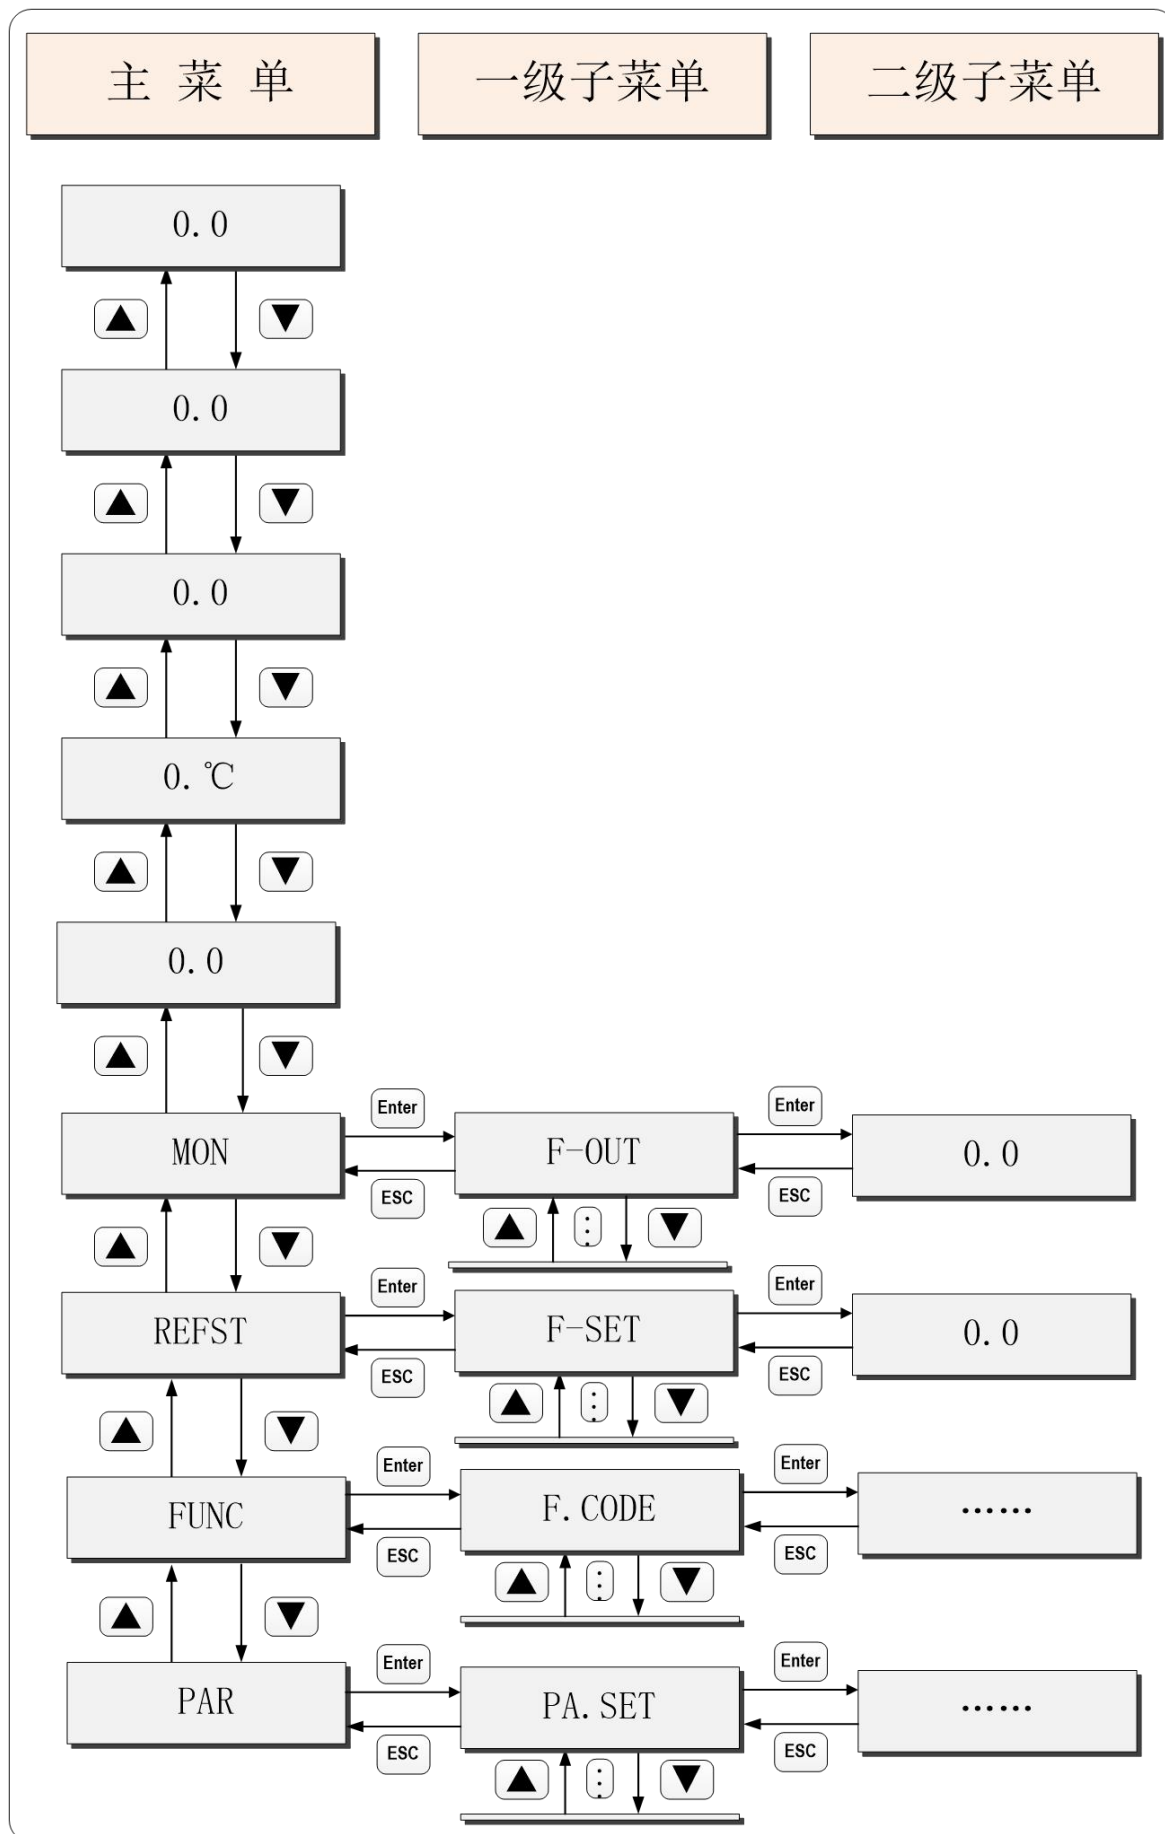 主 菜 单
一级子菜单
二级子菜单
0.0
0.0
0.0
0.℃
0.0
MON
Enter
ESC
F-OUT
Enter
ESC
0.0
REFST
Enter
ESC
F-SET
Enter
ESC
0.0
FUNC
Enter
ESC
F.CODE
Enter
ESC
……
PAR
Enter
ESC
PA.SET
Enter
ESC
……